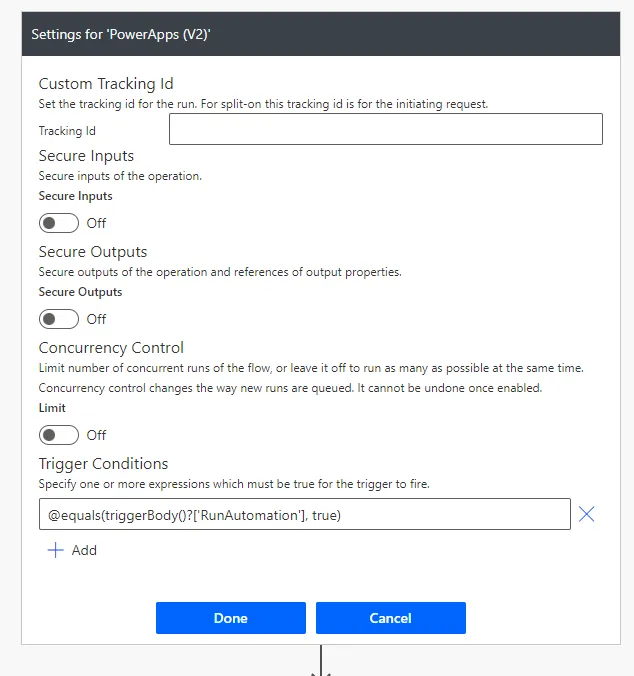 Settings for 'PowerApps (V2)'
Custom Tracking Id
Set the tracking id for the run. For split-on this tracking id is for the initiating request.
Tracking Id
Secure Inputs
Secure inputs of the operation.
Secure Inputs
Off
Secure Outputs
Secure outputs of the operation and references of output properties.
Secure Outputs
Off
Concurrency Control
Limit number of concurrent runs of the flow, or leave it off to run as many as possible at the same time.
Concurrency control changes the way new runs are queued. It cannot be undone once enabled.
Limit
Off
Trigger Conditions
Specify one or more expressions which must be true for the trigger to fire.
@equals(triggerBody()?['RunAutomation'], true)
Add
Done Cancel